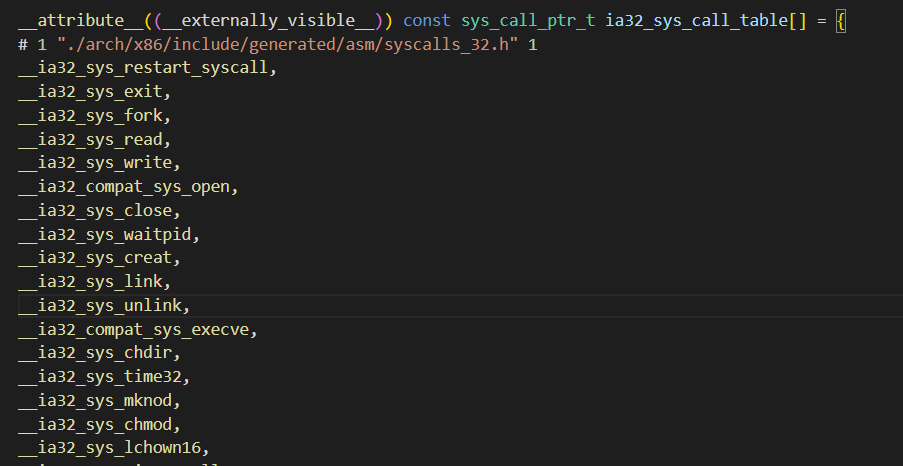 __attribute__((__externally_visible__)) const sys_call_ptr_t ia32_sys_call_table[] = {
# 1 "./arch/x86/include/generated/asm/syscalls_32.h" 1
__ia32_sys_restart_syscall,
__ia32_sys_exit,
__ia32_sys_fork,
__ia32_sys_read,
__ia32_sys_write,
__ia32_compat_sys_open,
__ia32_sys_close,
__ia32_sys_waitpid,
__ia32_sys_creat,
__ia32_sys_link,
__ia32_sys_unlink,
__ia32_compat_sys_execve,
__ia32_sys_chdir,
__ia32_sys_time32,
__ia32_sys_mknod,
__ia32_sys_chmod,
__ia32_sys_lchown16,